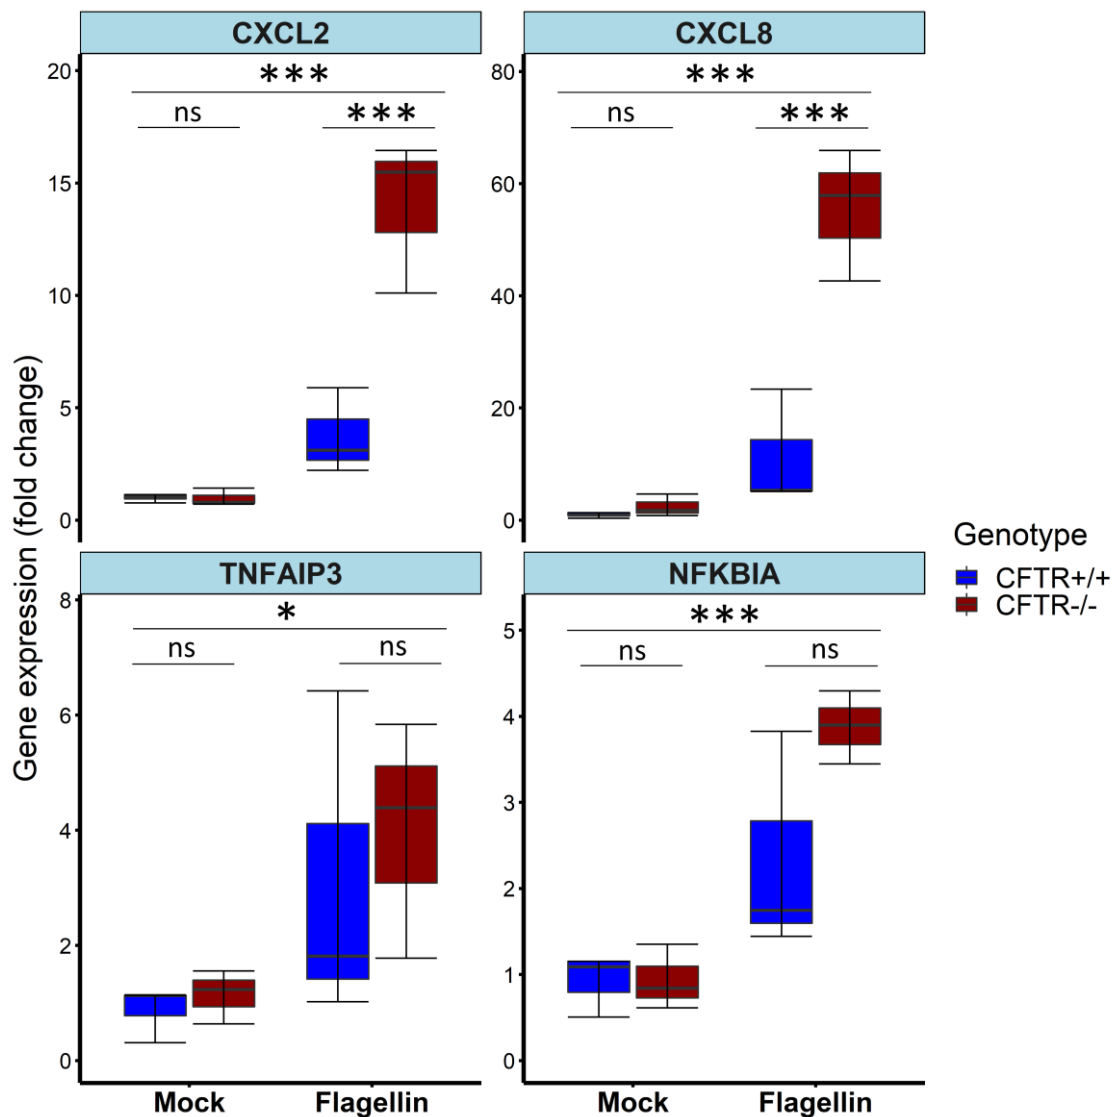 CXCL2
CXCL8
Gene expression (fold change)
20
15
10
5
0
***
ns
***
80
60
40
20
0
***
ns
***
TNFAIP3
NFKBIA
8
6
4
2
0
*
ns
ns
5
4
3
2
1
0
***
ns
ns
Mock
Flagellin
Mock
Flagellin
Genotype
CFTR+/+
CFTR-/-